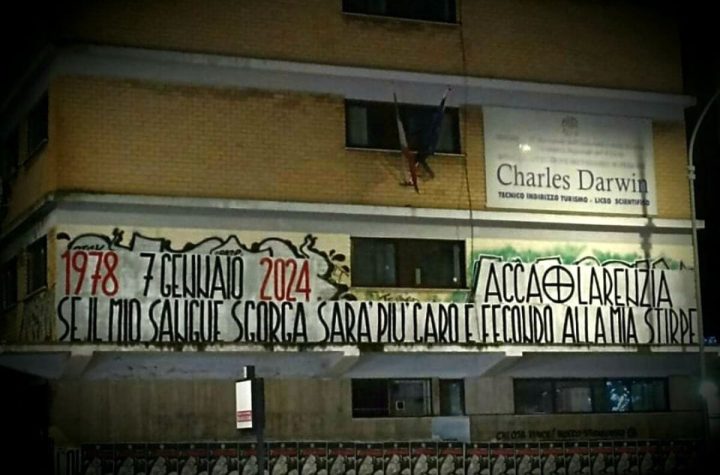 Charles Darwin
TECNICO INDIRIZZO TURISMO - LICEO SCIENTIFICO
1978 7 GENNAIO 2024 ACCA LARENZIA
SE IL MIO SANGUE SGORGA SARA' PIU' CARO E FECONDO ALLA MIA STIRPE